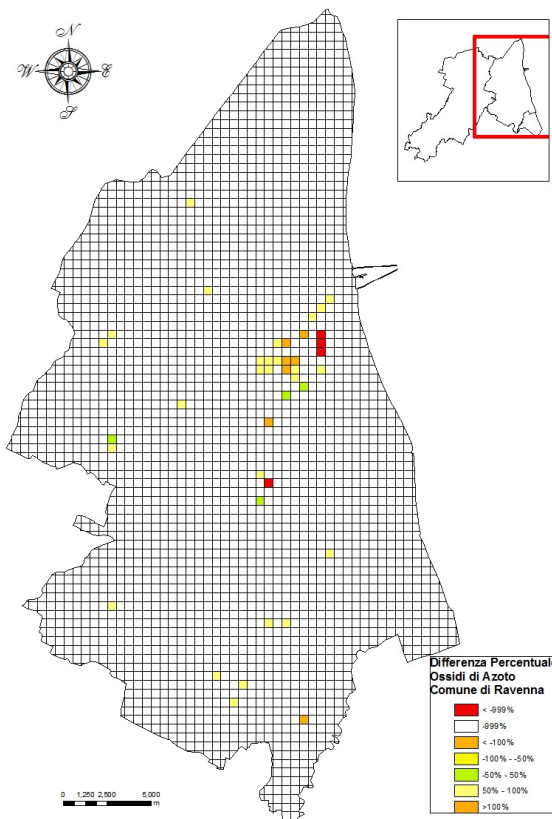 N
W
E
S
Differenza Percentuale
Ossidi di Azoto
Comune di Ravenna
< -999%
-999%
< -100%
-100% - -50%
-50% - 50%
50% - 100%
>100%
0 1,250 2,500 5,000
m